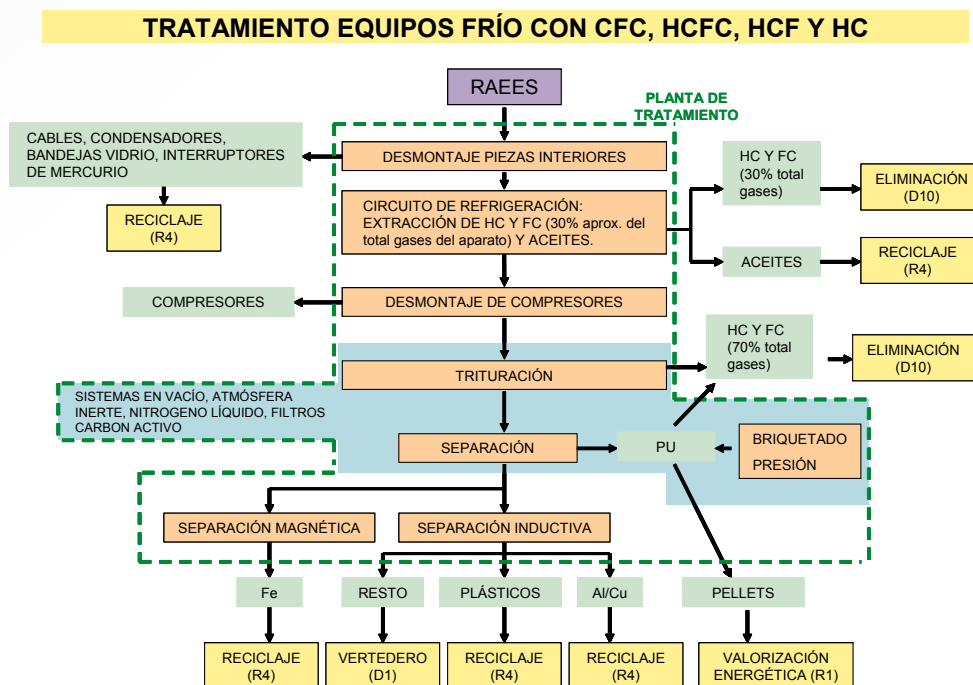 TRATAMIENTO EQUIPOS FRÍO CON CFC, HCFC, HCF Y HC
RAEES
PLANTA DE
TRATAMIENTO
CABLES, CONDENSADORES,
BANDEJAS VIDRIO, INTERRUPTORES
DE MERCURIO
DESMONTAJE PIEZAS INTERIORES
HC Y FC
(30% total
gases)
ELIMINACIÓN
(D10)
RECICLAJE
(R4)
CIRCUITO DE REFRIGERACIÓN:
EXTRACCIÓN DE HC Y FC (30% aprox. del
total gases del aparato) Y ACEITES.
ACEITES
RECICLAJE
(R4)
COMPRESORES
DESMONTAJE DE COMPRESORES
HC Y FC
(70% total
gases)
ELIMINACIÓN
(D10)
TRITURACIÓN
SISTEMAS EN VACÍO, ATMÓSFERA
INERTE, NITROGENO LÍQUIDO, FILTROS
CARBON ACTIVO
SEPARACIÓN
PU
BRIQUETADO
PRESIÓN
SEPARACIÓN MAGNÉTICA
SEPARACIÓN INDUCTIVA
Fe
RESTO
PLÁSTICOS
Al/Cu
PELLETS
RECICLAJE
(R4)
VERTEDERO
(D1)
RECICLAJE
(R4)
RECICLAJE
(R4)
VALORIZACIÓN
ENERGÉTICA (R1)